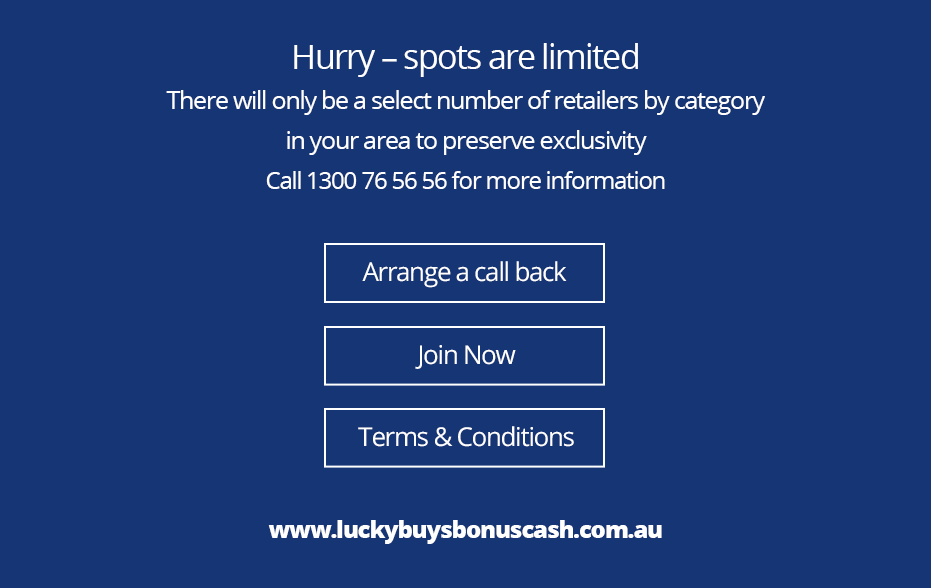 Hurry – spots are limited
There will only be a select number of retailers by category
in your area to preserve exclusivity
Call 1300 76 56 56 for more information
Arrange a call back
Join Now
Terms & Conditions
www.luckybuysbonuscash.com.au